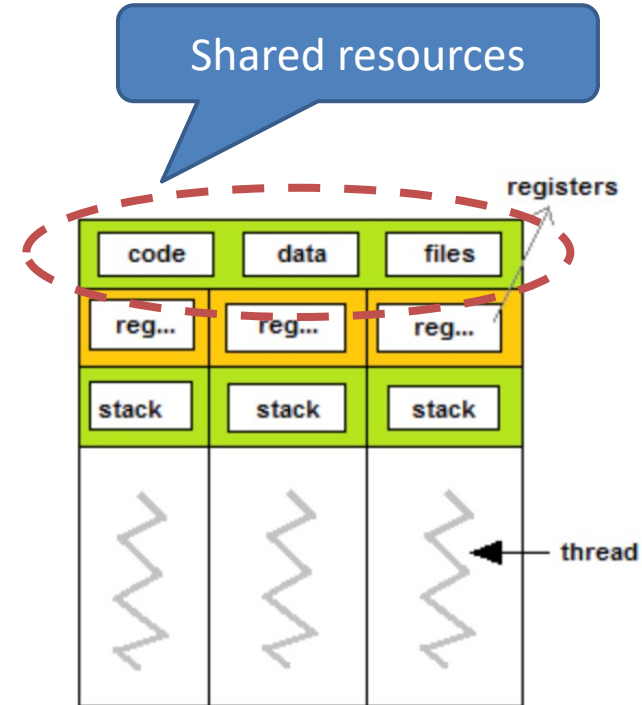 Shared resources
registers
code data files
reg... reg... reg...
stack stack stack
thread